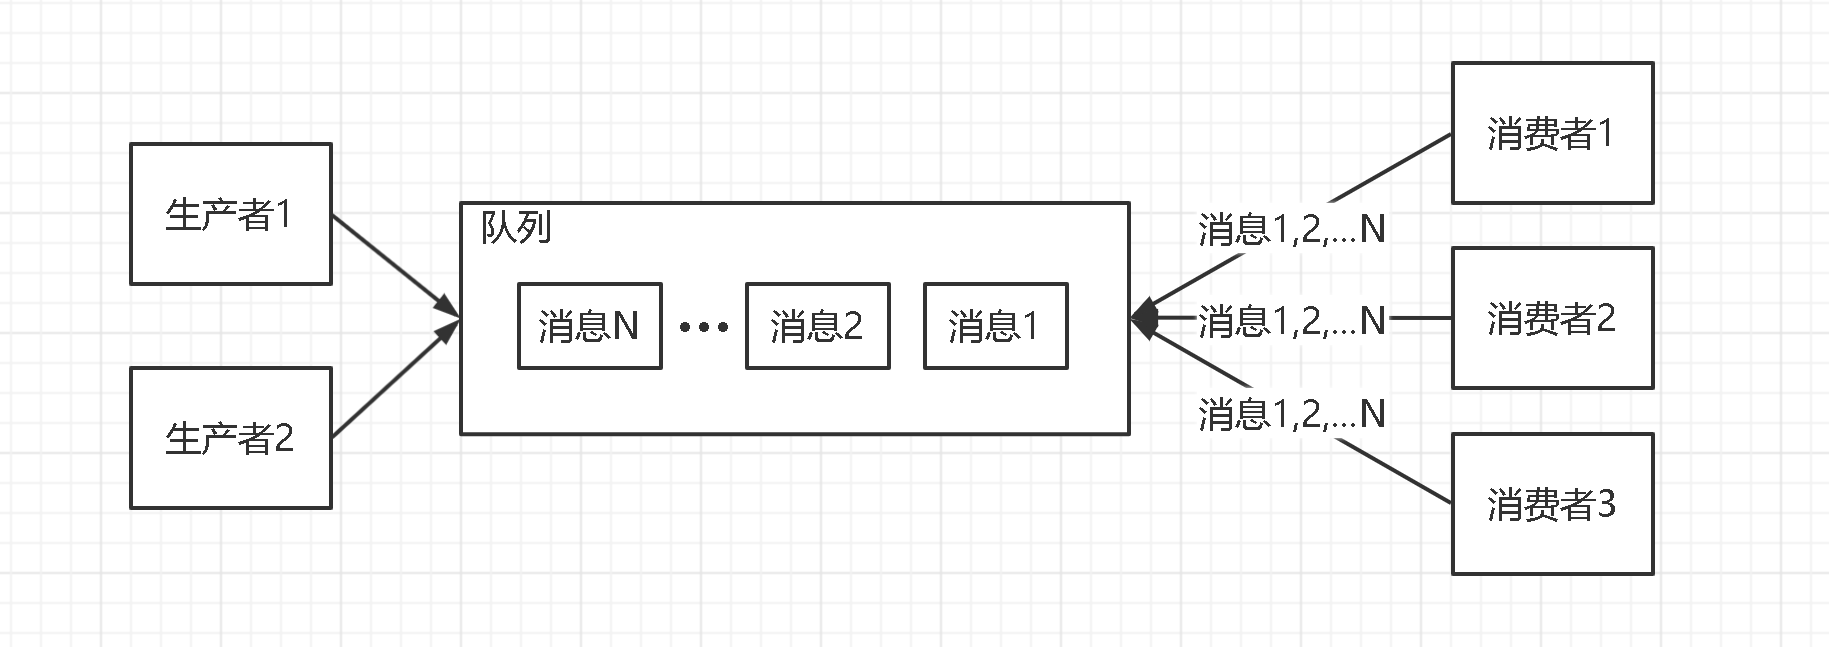 生产者1
生产者2
队列
消息N
•••
消息2
消息1
消息1,2,...N
消息1,2,...N
消息1,2,...N
消费者1
消费者2
消费者3